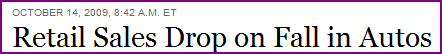 OCTOBER 14, 2009, 8:42 A.M. ET
Retail Sales Drop on Fall in Autos